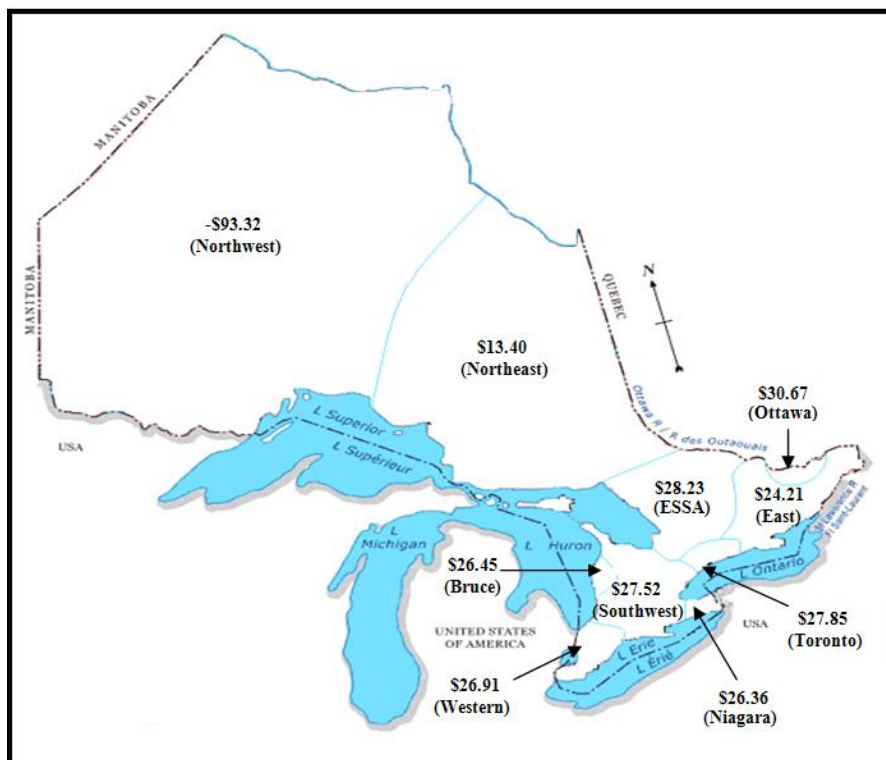 MANITOBA
MANITOBA
-$93.32
(Northwest)
$13.40
(Northeast)
QUEBEC
N
Ottawa R / R des Outaouais
$30.67
(Ottawa)
USA
L Superior
L Supérieur
$28.23
(ESSA)
$24.21
(East)
St Lawrence R
Fl Saint-Laurent
L
Michigan
L Huron
L Ontario
$26.45
(Bruce)
$27.52
(Southwest)
$27.85
(Toronto)
USA
UNITED STATES
OF AMERICA
L Erie
L Érié
$26.91
(Western)
$26.36
(Niagara)